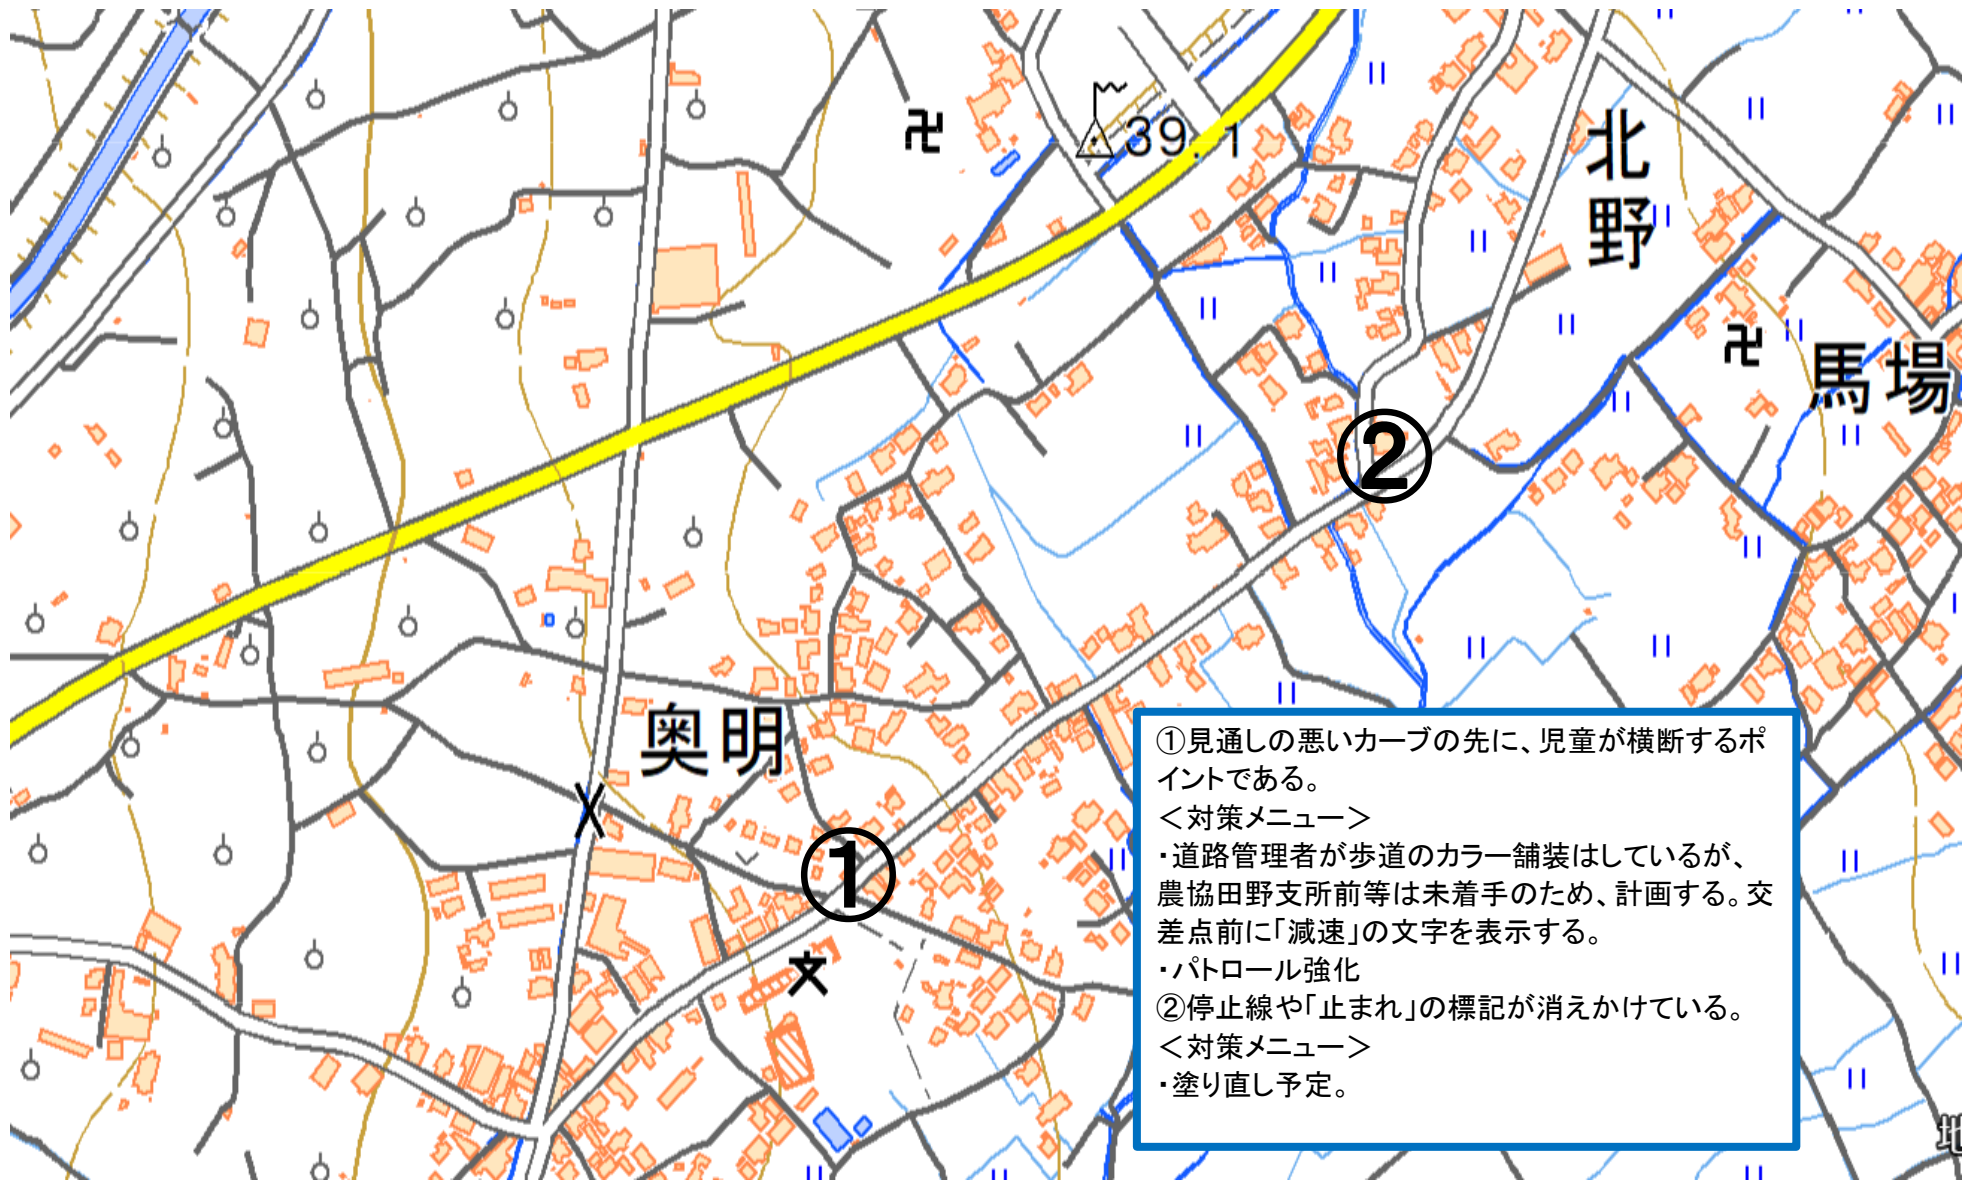 39.1
北野
馬場
②
奥明
①
①見通しの悪いカーブの先に、児童が横断するポ
イントである。
＜対策メニュー＞
・道路管理者が歩道のカラー舗装はしているが、
農協田野支所前等は未着手のため、計画する。交
差点前に「減速」の文字を表示する。
・パトロール強化
②停止線や「止まれ」の標記が消えかけている。
＜対策メニュー＞
・塗り直し予定。